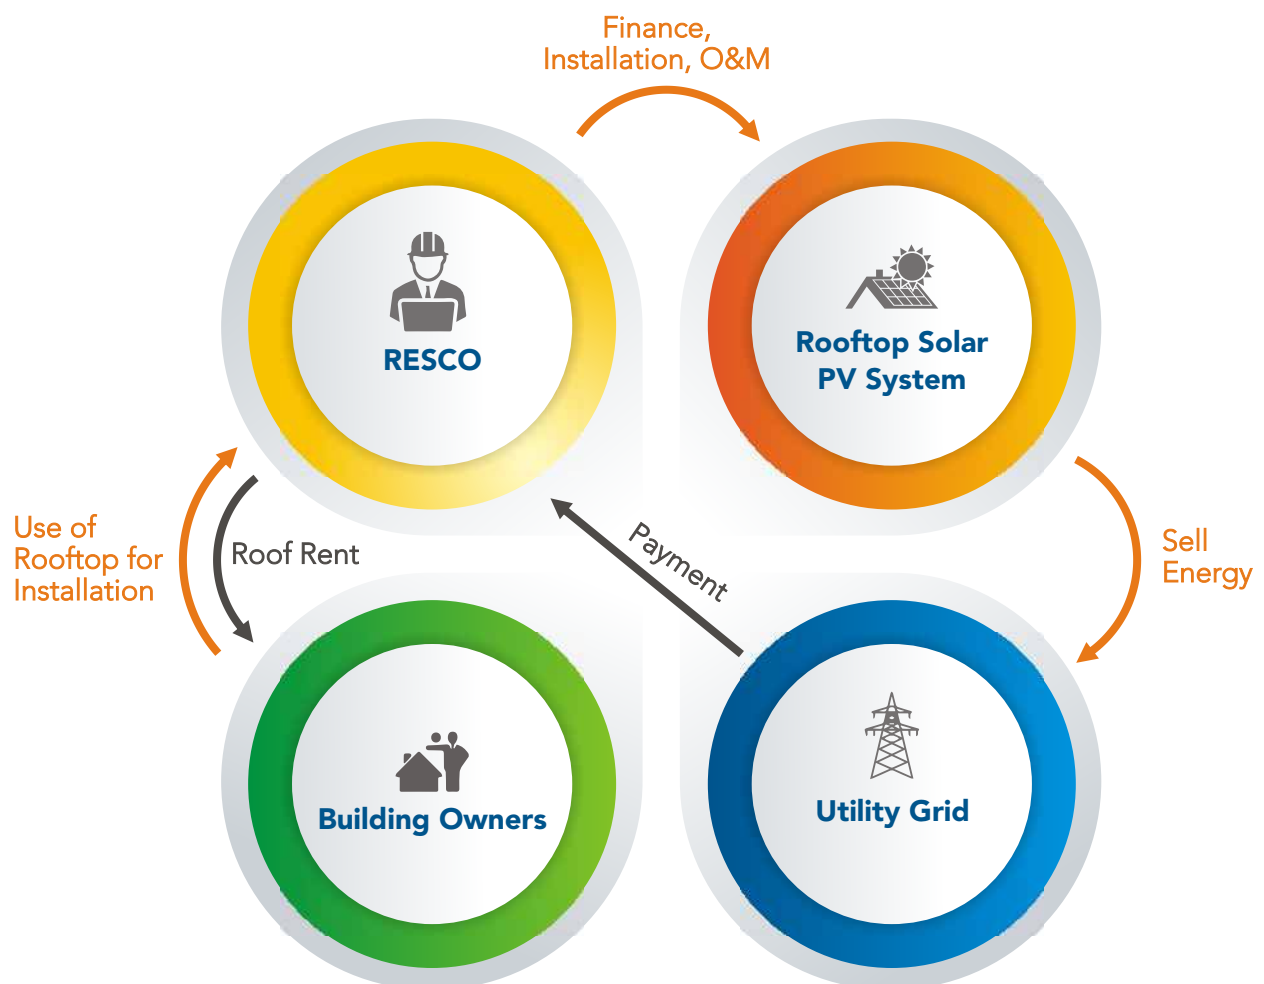 Finance,
Installation, O&M
RESCO
Rooftop Solar
PV System
Use of
Rooftop for
Installation
Roof Rent
Payment
Sell
Energy
Building Owners
Utility Grid